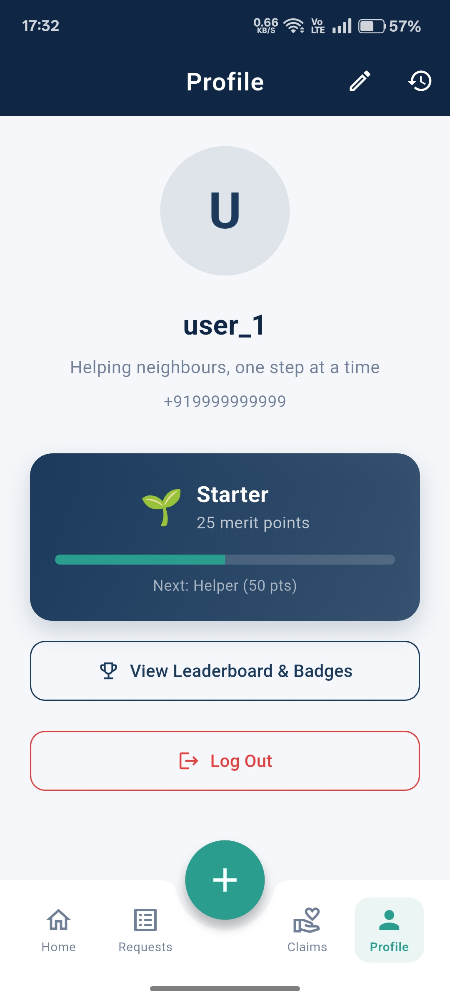 17:32
0.66
KB/S
Vo
LTE
57%
Profile
U
user_1
Helping neighbours, one step at a time
+919999999999
Starter
25 merit points
Next: Helper (50 pts)
View Leaderboard & Badges
Log Out
Home
Requests
Claims
Profile